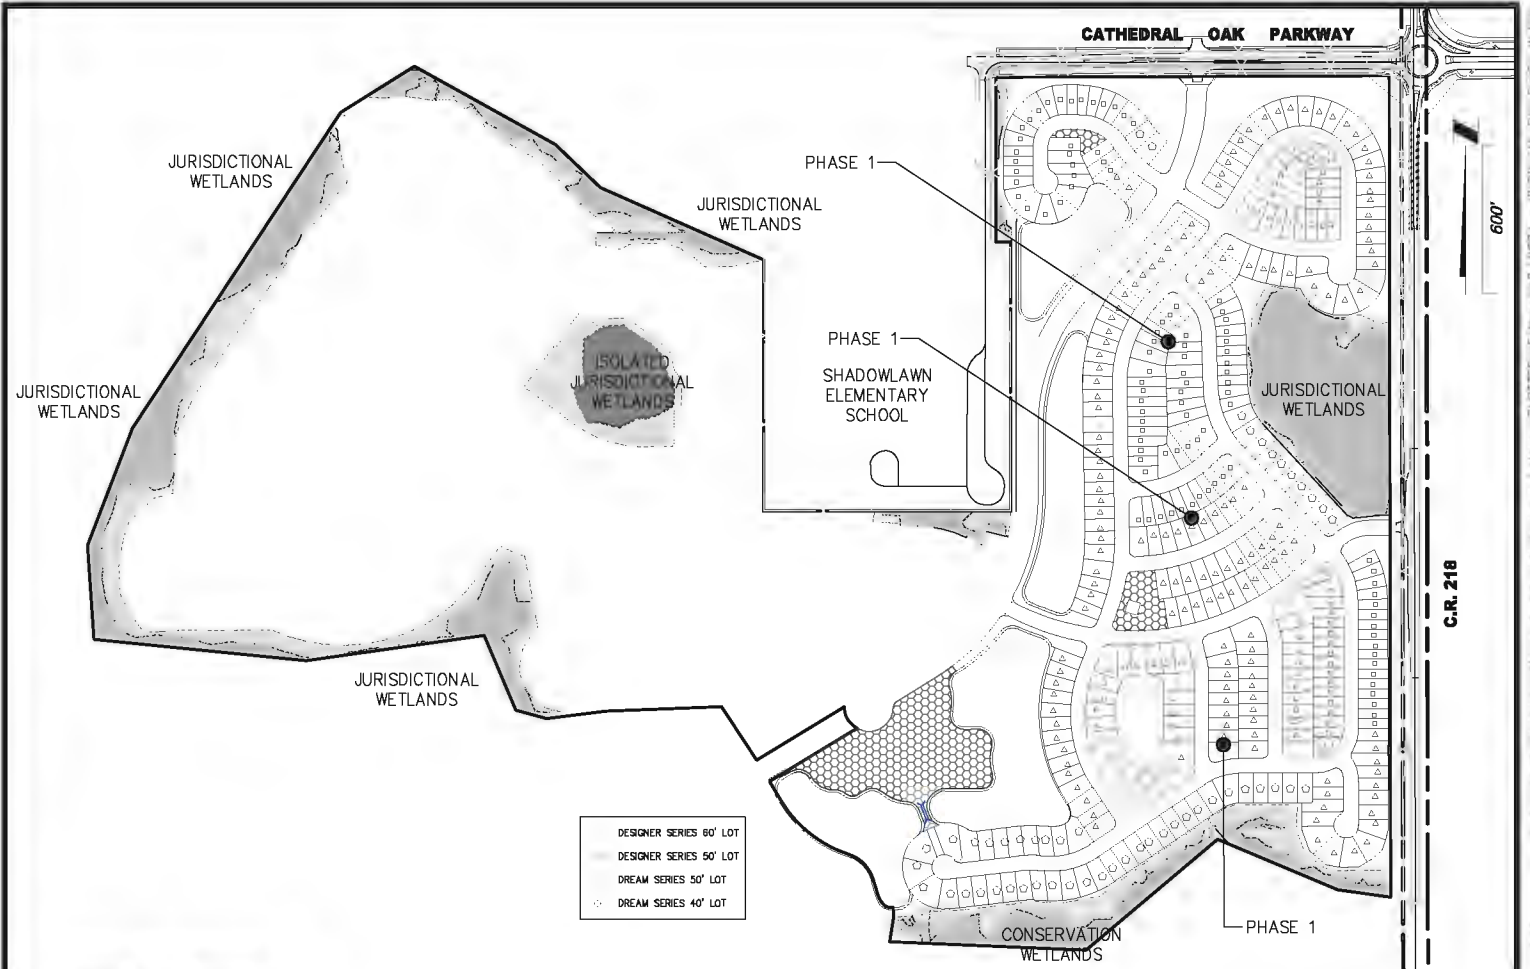 CATHEDRAL OAK PARKWAY
JURISDICTIONAL
WETLANDS
PHASE 1
JURISDICTIONAL
WETLANDS
600'
PHASE 1
ISOLATED
JURISDICTIONAL
WETLANDS
SHADOWLAWN
ELEMENTARY
SCHOOL
JURISDICTIONAL
WETLANDS
JURISDICTIONAL
WETLANDS
C.R. 218
JURISDICTIONAL
WETLANDS
DESIGNER SERIES 60' LOT
DESIGNER SERIES 50' LOT
DREAM SERIES 50' LOT
DREAM SERIES 40' LOT
PHASE 1
CONSERVATION
WETLANDS